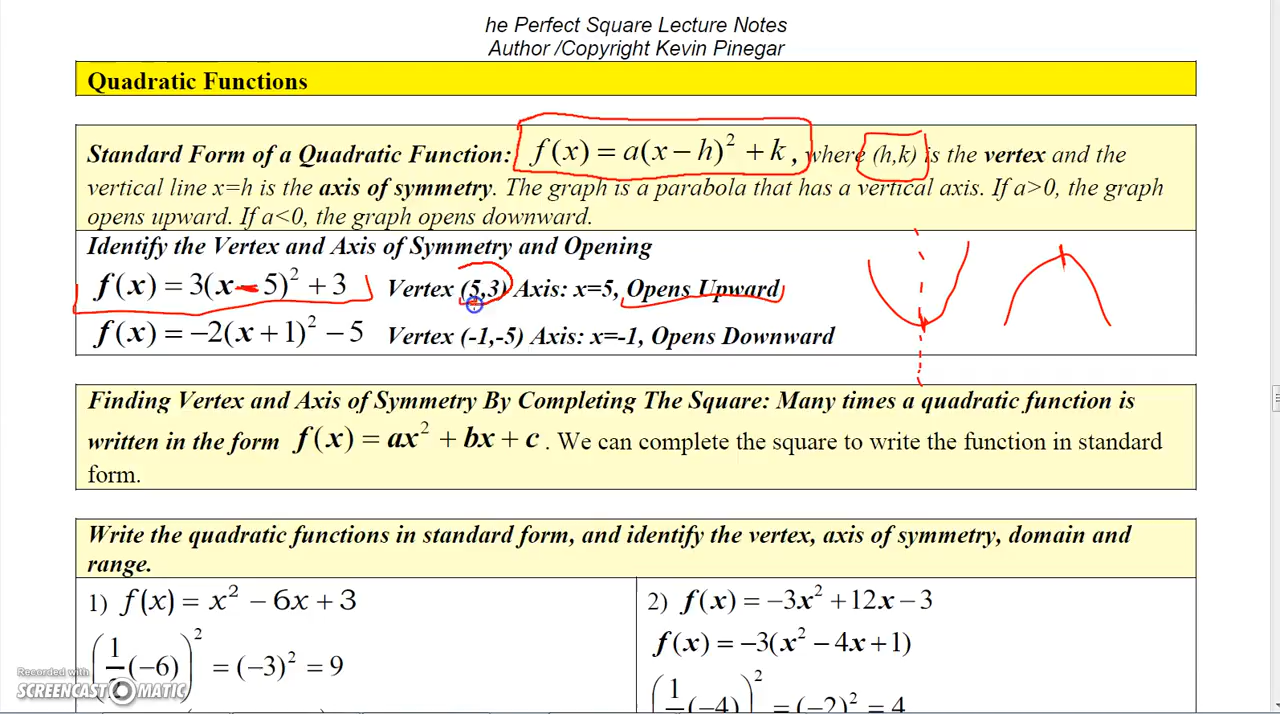 he Perfect Square Lecture Notes
Author /Copyright Kevin Pinegar
Quadratic Functions
Standard Form of a Quadratic Function: f(x) = a(x − h)² + k, where (h,k) is the vertex and the
vertical line x=h is the axis of symmetry. The graph is a parabola that has a vertical axis. If a>0, the graph
opens upward. If a<0, the graph opens downward.
Identify the Vertex and Axis of Symmetry and Opening
f(x) = 3(x − 5)² + 3 Vertex (5,3) Axis: x=5, Opens Upward
f(x) = −2(x + 1)² − 5 Vertex (-1,-5) Axis: x=-1, Opens Downward
Finding Vertex and Axis of Symmetry By Completing The Square: Many times a quadratic function is
written in the form f(x) = ax² + bx + c. We can complete the square to write the function in standard
form.
Write the quadratic functions in standard form, and identify the vertex, axis of symmetry, domain and
range.
1) f(x) = x² − 6x + 3
(1/2(−6))² = (−3)² = 9
2) f(x) = −3x² + 12x − 3
f(x) = −3(x² − 4x + 1)
(1/2(−4))² = (−2)² = 4
Recorded with
SCREENCAST-O-MATIC